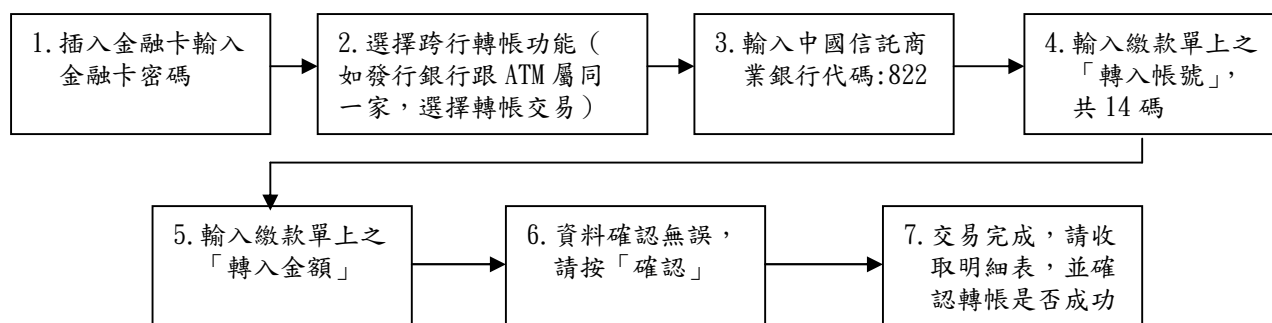 1.插入金融卡輸入
金融卡密碼
2.選擇跨行轉帳功能（
如發行銀行跟 ATM 屬同
一家，選擇轉帳交易）
3.輸入中國信託商
業銀行代碼:822
4.輸入繳款單上之
「轉入帳號」，
共 14 碼
5.輸入繳款單上之
「轉入金額」
6.資料確認無誤，
請按「確認」
7.交易完成，請收
取明細表，並確
認轉帳是否成功